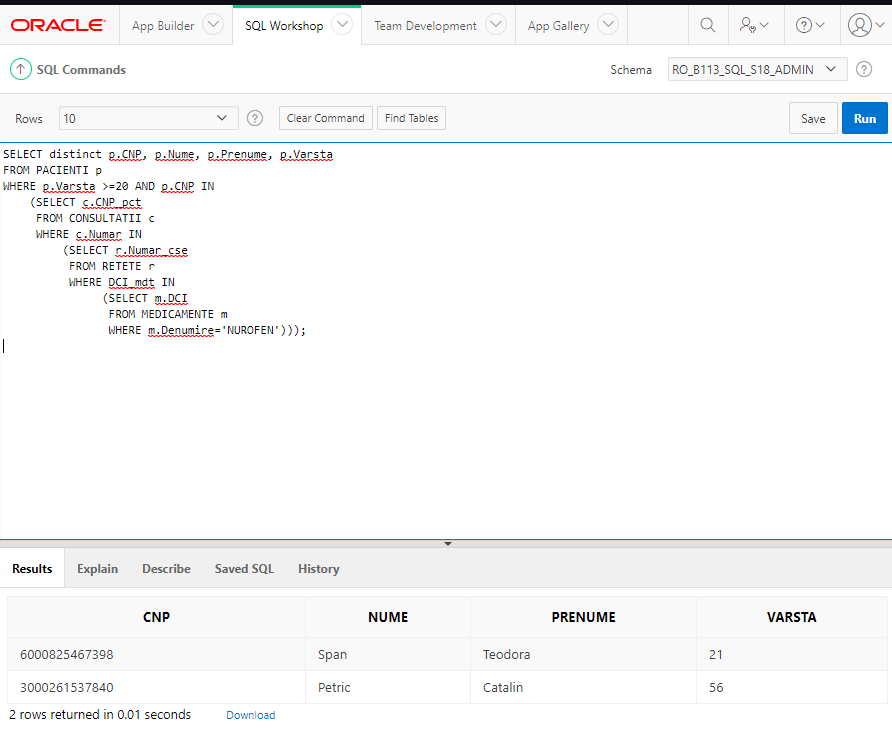 ORACLE App Builder SQL Workshop Team Development App Gallery
SQL Commands Schema RO_B113_SQL_S18_ADMIN
Rows 10 Clear Command Find Tables Save Run
SELECT distinct p.CNP, p.Nume, p.Prenume, p.Varsta
FROM PACIENTI p
WHERE p.Varsta >=20 AND p.CNP IN
(SELECT c.CNP_pct
FROM CONSULTATII c
WHERE c.Numar IN
(SELECT r.Numar_cse
FROM RETETE r
WHERE DCI_mdt IN
(SELECT m.DCI
FROM MEDICAMENTE m
WHERE m.Denumire='NUROFEN')));
Results Explain Describe Saved SQL History
CNP NUME PRENUME VARSTA
6000825467398 Span Teodora 21
3000261537840 Petric Catalin 56
2 rows returned in 0.01 seconds Download